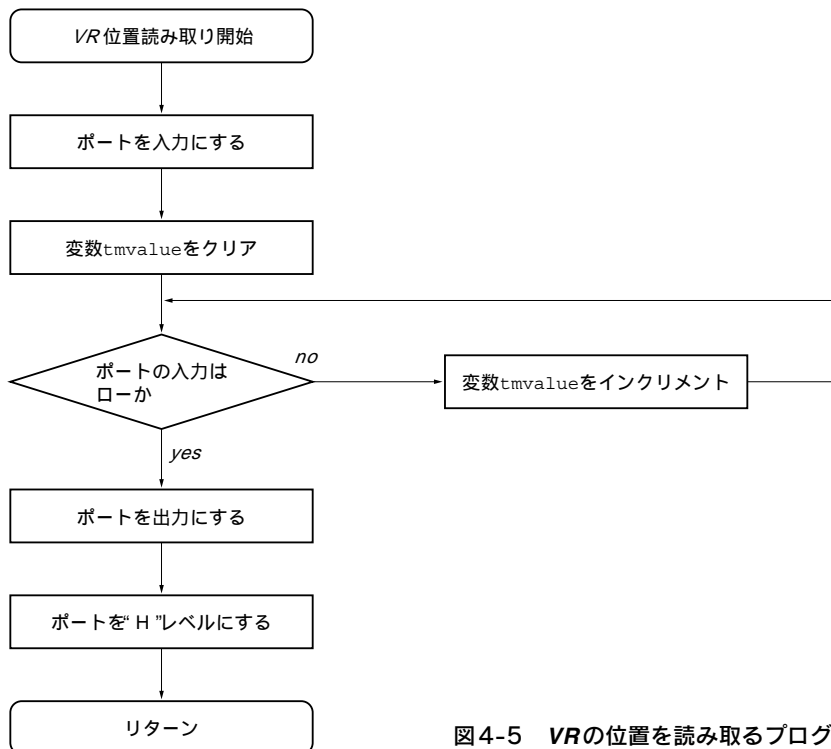 VR位置読み取り開始
ポートを入力にする
変数tmvalueをクリア
ポートの入力は
ローか
no
変数tmvalueをインクリメント
yes
ポートを出力にする
ポートを“H”レベルにする
リターン
図4-5 VRの位置を読み取るプログ